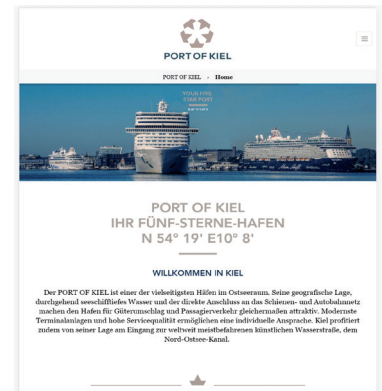 PORT OF KIEL
PORT OF KIEL - Home
YOUR FIVE
STAR PORT
PORT OF KIEL
IHR FÜNF-STERNE-HAFEN
N 54° 19' E10° 8'
WILLKOMMEN IN KIEL
Der PORT OF KIEL ist einer der vielseitigsten Häfen im Ostseeraum. Seine geografische Lage,
durchgehend seeschifftiefes Wasser und der direkte Anschluss an das Schienen- und Autobahnnetz
machen den Hafen für Güterumschlag und Passagierverkehr gleichermaßen attraktiv. Modernste
Terminalanlagen und hohe Servicequalität ermöglichen eine individuelle Ansprache. Kiel profitiert
zudem von seiner Lage am Eingang zur weltweit meistbefahrenen künstlichen Wasserstraße, dem
Nord-Ostsee-Kanal.